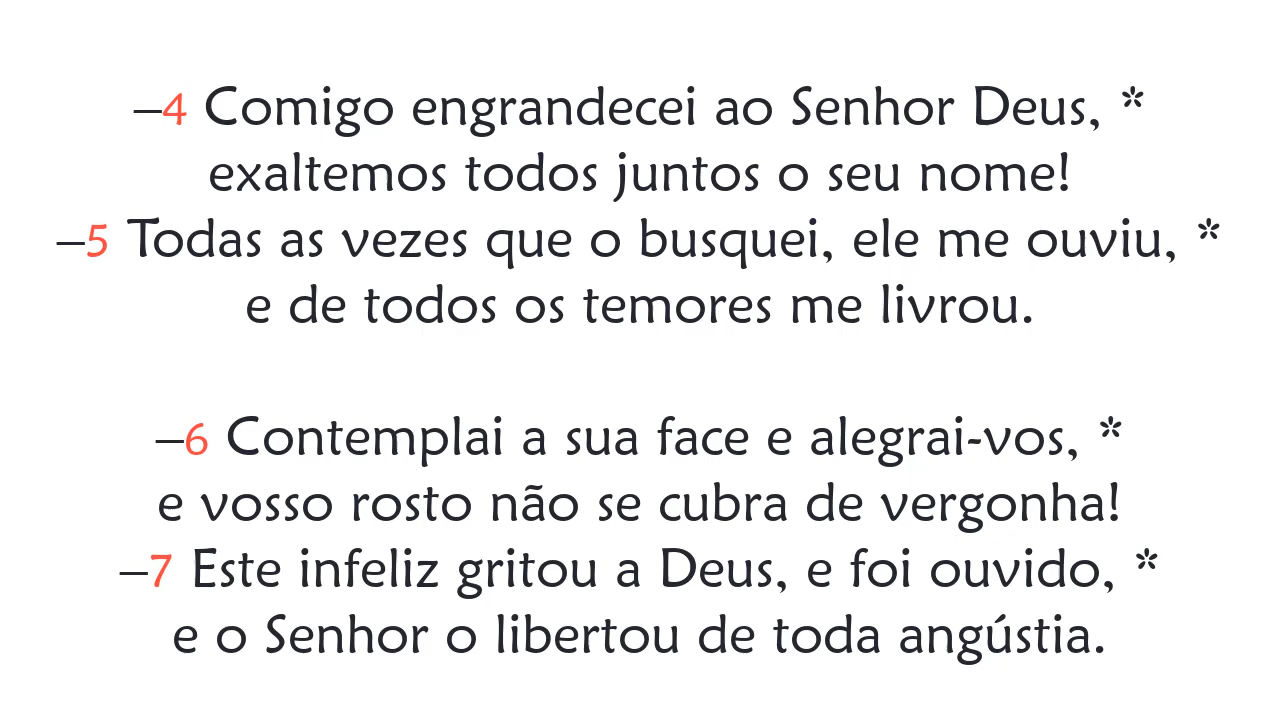 –4 Comigo engrandecei ao Senhor Deus, *
exaltemos todos juntos o seu nome!
–5 Todas as vezes que o busquei, ele me ouviu, *
e de todos os temores me livrou.
–6 Contemplai a sua face e alegrai-vos, *
e vosso rosto não se cubra de vergonha!
–7 Este infeliz gritou a Deus, e foi ouvido, *
e o Senhor o libertou de toda angústia.